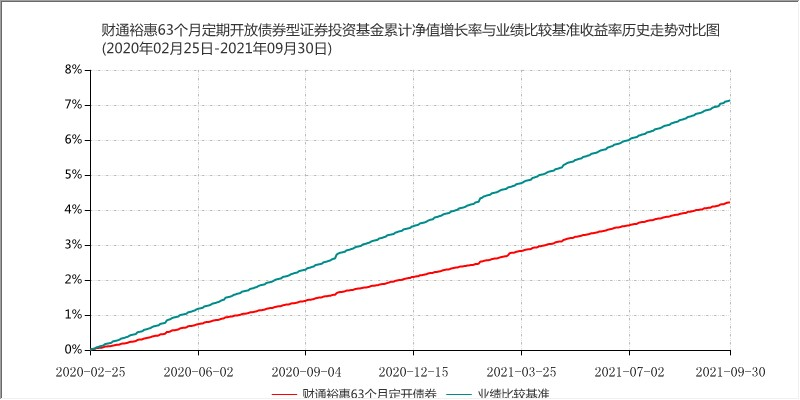 财通裕惠63个月定期开放债券型证券投资基金累计净值增长率与业绩比较基准收益率历史走势对比图
(2020年02月25日-2021年09月30日)
8%
7%
6%
5%
4%
3%
2%
1%
0%
2020-02-25 2020-06-02 2020-09-04 2020-12-15 2021-03-25 2021-07-02 2021-09-30
财通裕惠63个月定开债券 业绩比较基准